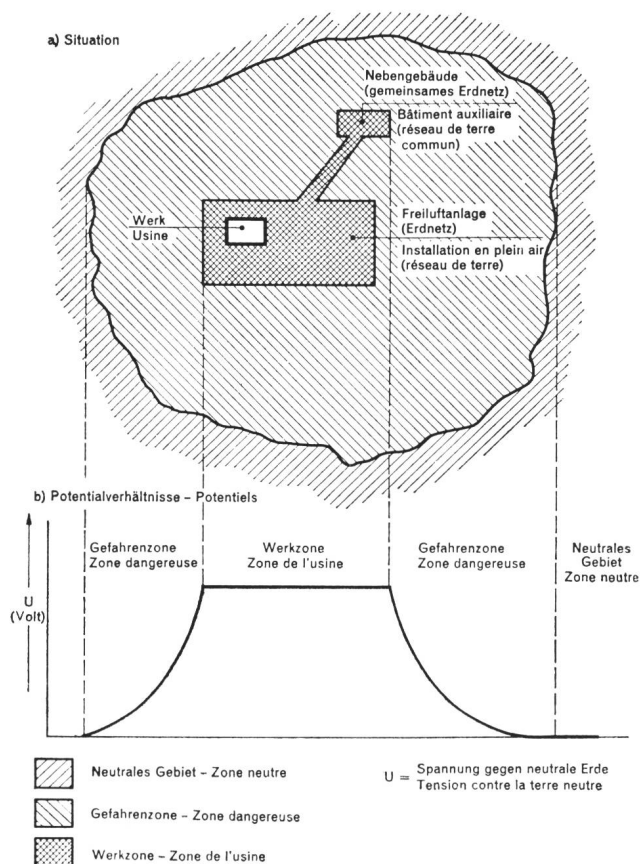 a) Situation
Nebengebäude
(gemeinsames Erdnetz)
Bâtiment auxiliaire
(réseau de terre
commun)
Werk
Usine
Freiluftanlage
(Erdnetz)
Installation en plein air
(réseau de terre)
b) Potentialverhältnisse – Potentiels
Gefahrenzone
Zone dangereuse
Werkzone
Zone de l'usine
Gefahrenzone
Zone dangereuse
Neutrales
Gebiet
Zone neutre
U
(Volt)
Neutrales Gebiet – Zone neutre
Gefahrenzone – Zone dangereuse
Werkzone – Zone de l'usine
U = Spannung gegen neutrale Erde
Tension contre la terre neutre